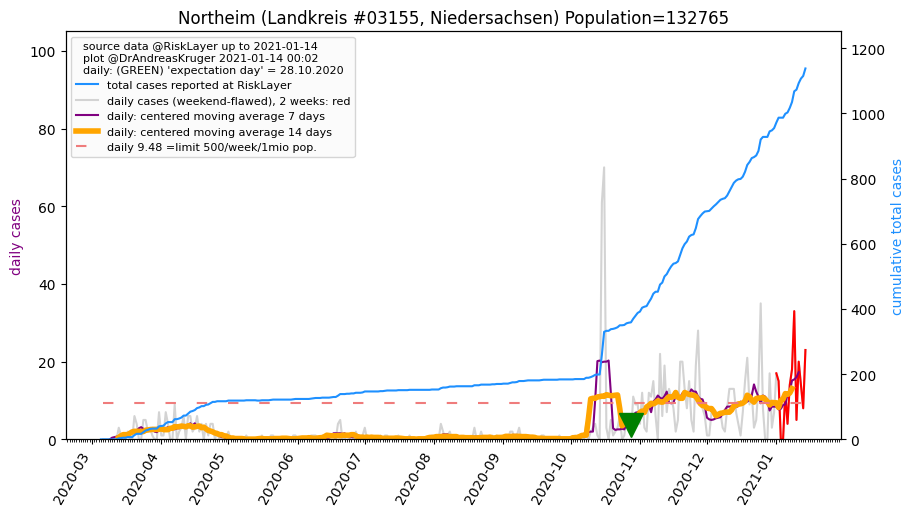 Northeim (Landkreis #03155, Niedersachsen) Population=132765
source data @RiskLayer up to 2021-01-14
plot @DrAndreasKruger 2021-01-14 00:02
daily: (GREEN) 'expectation day' = 28.10.2020
total cases reported at RiskLayer
daily cases (weekend-flawed), 2 weeks: red
daily: centered moving average 7 days
daily: centered moving average 14 days
daily 9.48 =limit 500/week/1mio pop.
daily cases
100
80
60
40
20
0
cumulative total cases
1200
1000
800
600
400
200
0
2020-03
2020-04
2020-05
2020-06
2020-07
2020-08
2020-09
2020-10
2020-11
2020-12
2021-01